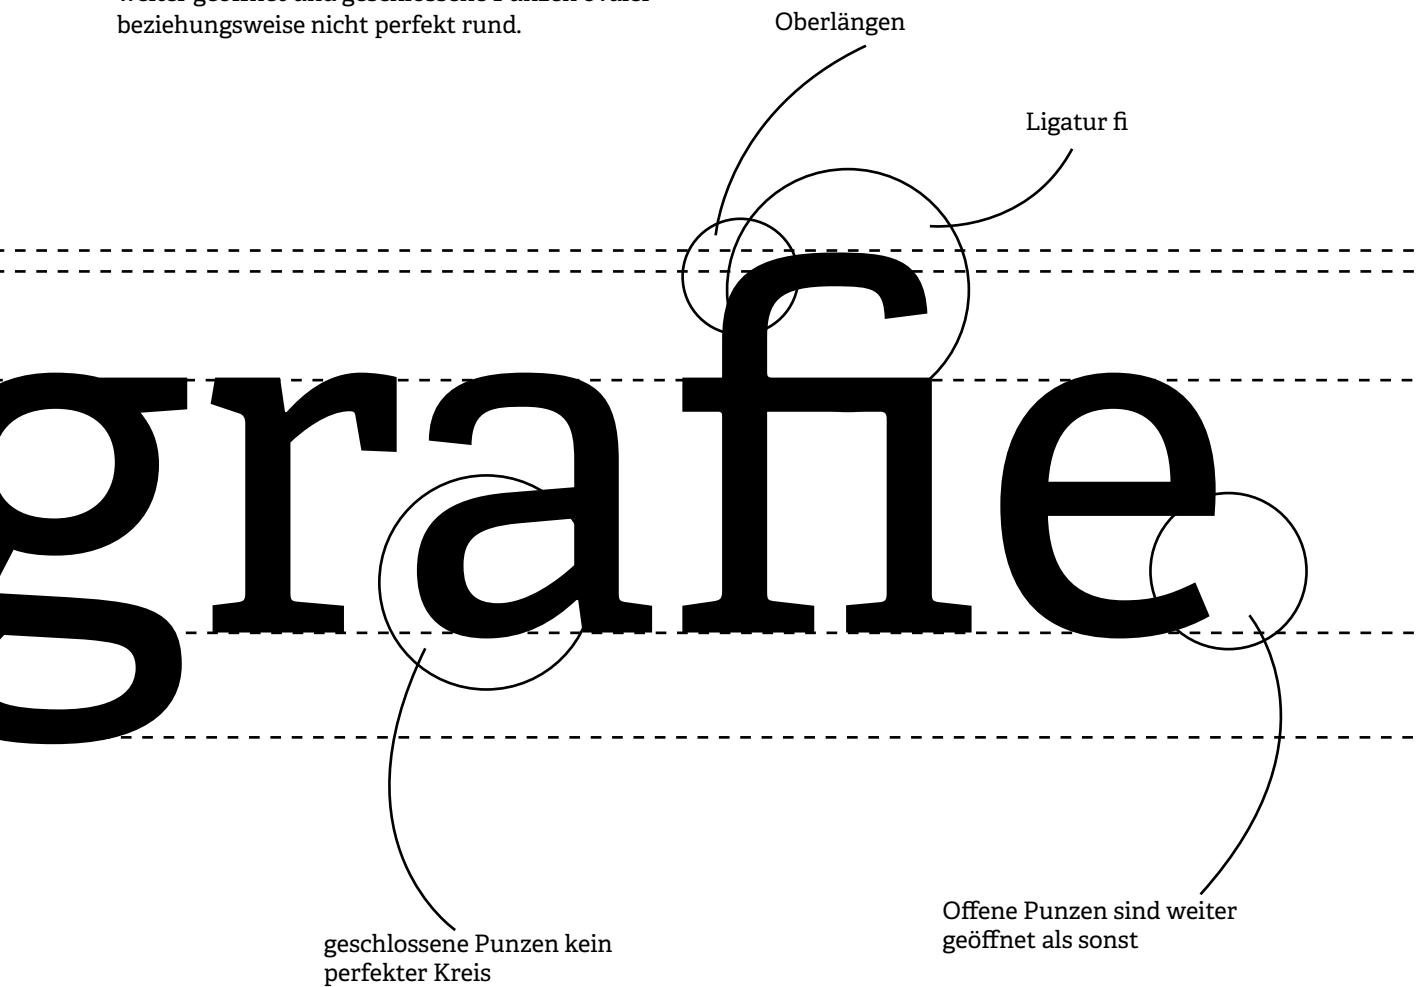 beziehungsweise nicht perfekt rund.
Oberlängen
Ligatur fi
grafie
geschlossene Punzen kein
perfekter Kreis
Offene Punzen sind weiter
geöffnet als sonst